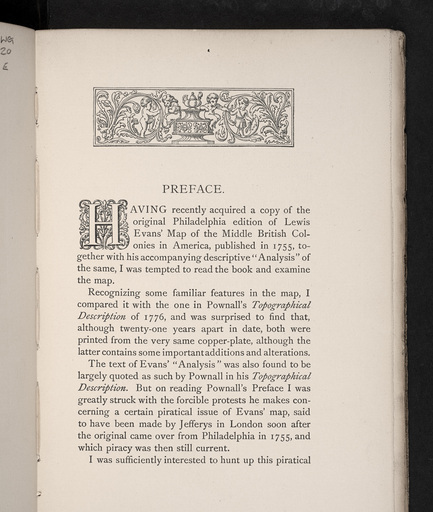 WG
20
E
PREFACE.
HAVING recently acquired a copy of the
original Philadelphia edition of Lewis
Evans' Map of the Middle British Col-
onies in America, published in 1755, to-
gether with his accompanying descriptive "Analysis" of
the same, I was tempted to read the book and examine
the map.
Recognizing some familiar features in the map, I
compared it with the one in Pownall's Topographical
Description of 1776, and was surprised to find that,
although twenty-one years apart in date, both were
printed from the very same copper-plate, although the
latter contains some important additions and alterations.
The text of Evans' "Analysis" was also found to be
largely quoted as such by Pownall in his Topographical
Description. But on reading Pownall's Preface I was
greatly struck with the forcible protests he makes con-
cerning a certain piratical issue of Evans' map, said
to have been made by Jefferys in London soon after
the original came over from Philadelphia in 1755, and
which piracy was then still current.
I was sufficiently interested to hunt up this piratical